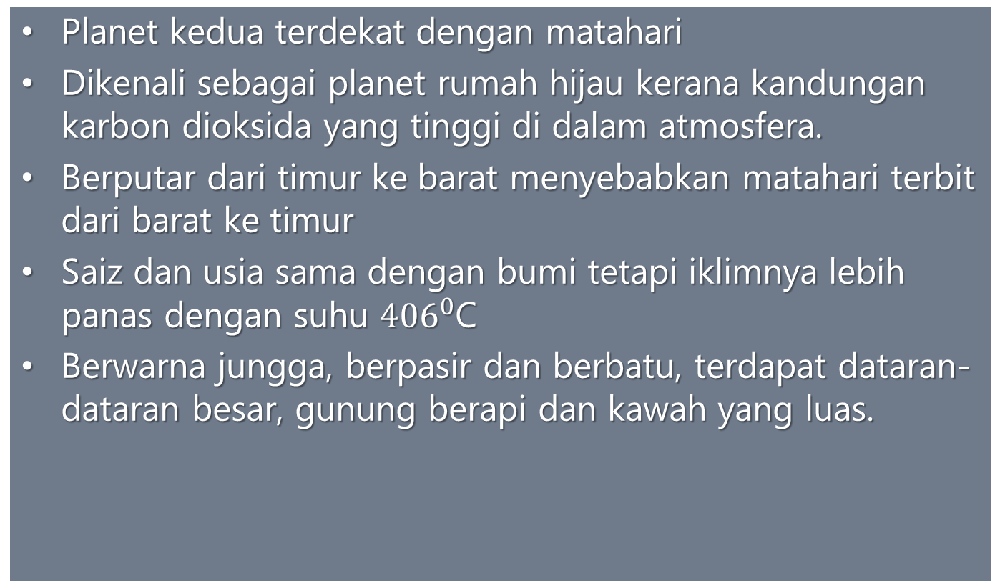 • Planet kedua terdekat dengan matahari
• Dikenali sebagai planet rumah hijau kerana kandungan
karbon dioksida yang tinggi di dalam atmosfera.
• Berputar dari timur ke barat menyebabkan matahari terbit
dari barat ke timur
• Saiz dan usia sama dengan bumi tetapi iklimnya lebih
panas dengan suhu 406⁰C
• Berwarna jungga, berpasir dan berbatu, terdapat dataran-
dataran besar, gunung berapi dan kawah yang luas.